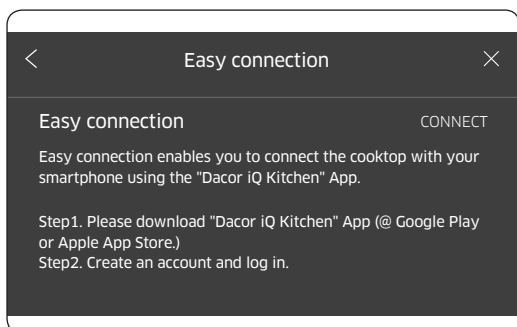 Easy connection
Easy connection CONNECT
Easy connection enables you to connect the cooktop with your
smartphone using the "Dacor iQ Kitchen" App.
Step1. Please download "Dacor iQ Kitchen" App (@ Google Play
or Apple App Store.)
Step2. Create an account and log in.